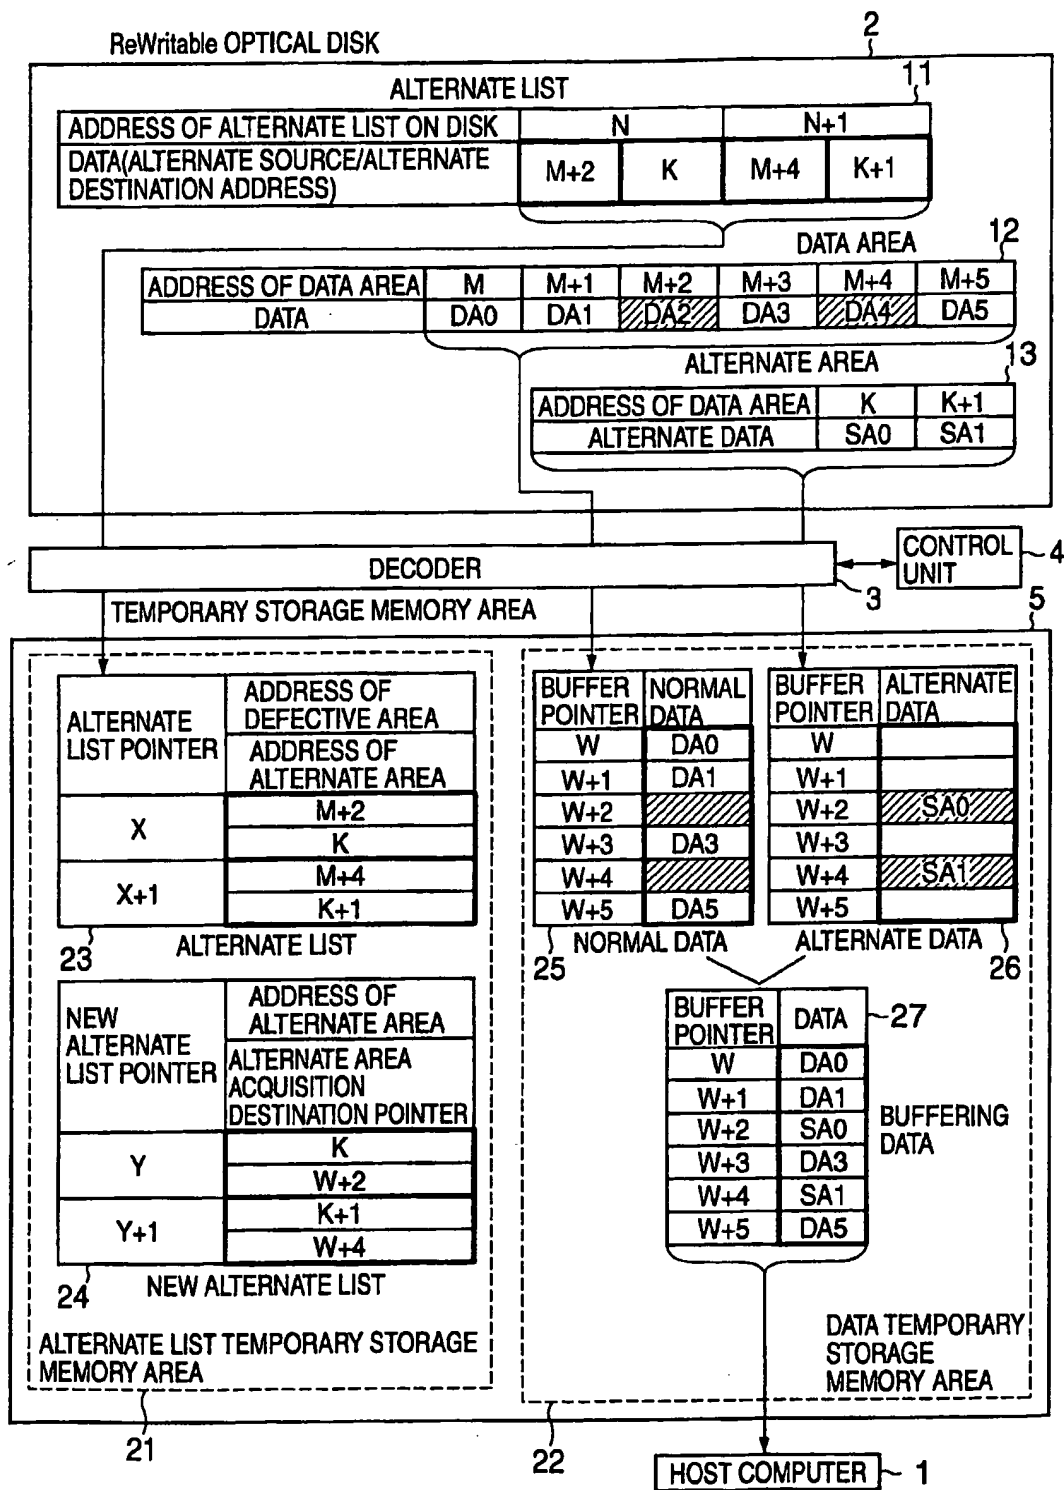 ReWritable OPTICAL DISK
2
ALTERNATE LIST
11
ADDRESS OF ALTERNATE LIST ON DISK N N+1
DATA(ALTERNATE SOURCE/ALTERNATE
DESTINATION ADDRESS)
M+2 K M+4 K+1
DATA AREA
12
ADDRESS OF DATA AREA M M+1 M+2 M+3 M+4 M+5
DATA DA0 DA1 DA2 DA3 DA4 DA5
ALTERNATE AREA
13
ADDRESS OF DATA AREA K K+1
ALTERNATE DATA SA0 SA1
DECODER
3
CONTROL
UNIT
4
TEMPORARY STORAGE MEMORY AREA
5
ALTERNATE
LIST POINTER
ADDRESS OF
DEFECTIVE AREA
ADDRESS OF
ALTERNATE AREA
X
M+2
K
X+1
M+4
K+1
23
ALTERNATE LIST
NEW
ALTERNATE
LIST POINTER
ADDRESS OF
ALTERNATE AREA
ALTERNATE AREA
ACQUISITION
DESTINATION POINTER
Y
K
W+2
Y+1
K+1
W+4
24
NEW ALTERNATE LIST
ALTERNATE LIST TEMPORARY STORAGE
MEMORY AREA
21
BUFFER
POINTER
NORMAL
DATA
W DA0
W+1 DA1
W+2
W+3 DA3
W+4
W+5 DA5
25
NORMAL DATA
BUFFER
POINTER
ALTERNATE
DATA
W
W+1
W+2 SA0
W+3
W+4 SA1
W+5
ALTERNATE DATA
26
BUFFER
POINTER
DATA
27
W DA0
W+1 DA1
W+2 SA0
W+3 DA3
W+4 SA1
W+5 DA5
BUFFERING
DATA
DATA TEMPORARY
STORAGE
MEMORY AREA
22
HOST COMPUTER
1